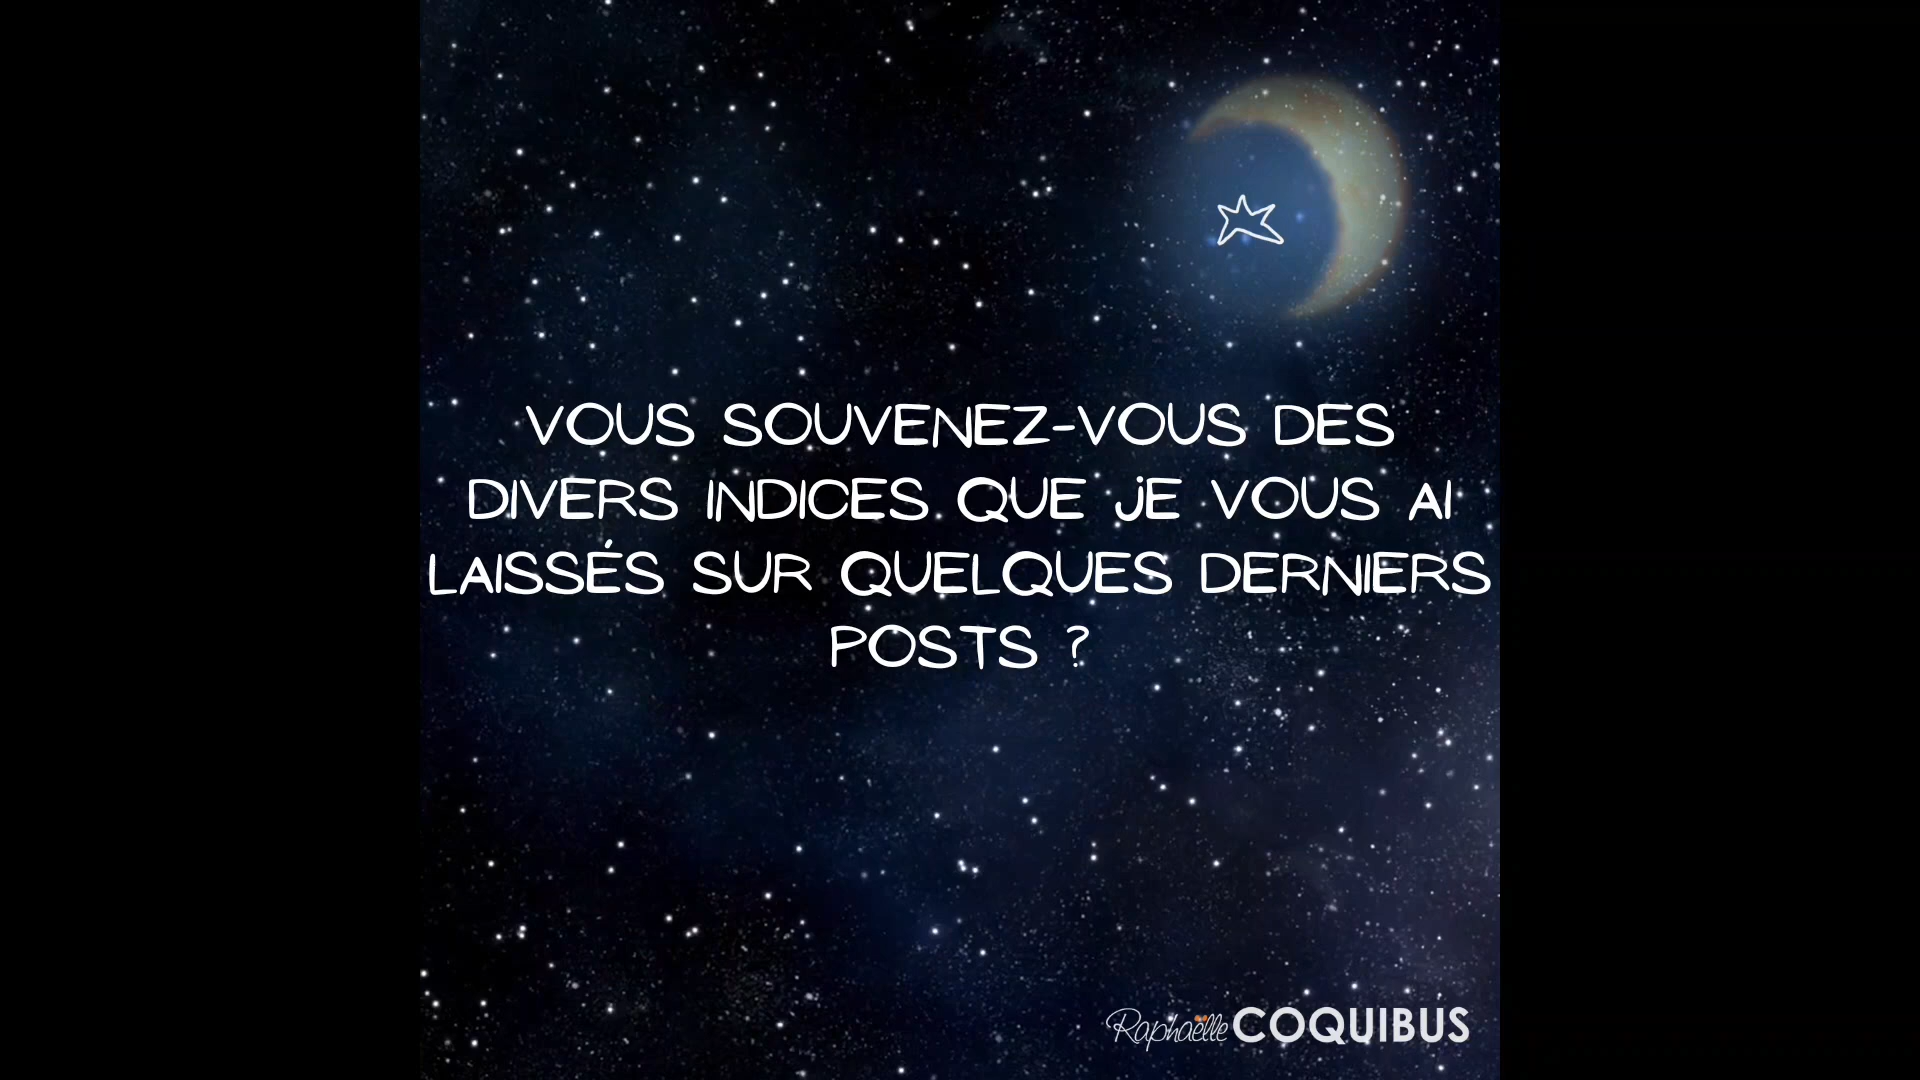 VOUS SOUVENEZ-VOUS DES
DIVERS INDICES QUE JE VOUS AI
LAISSÉS SUR QUELQUES DERNIERS
POSTS ?
Raphaëlle COQUIBUS